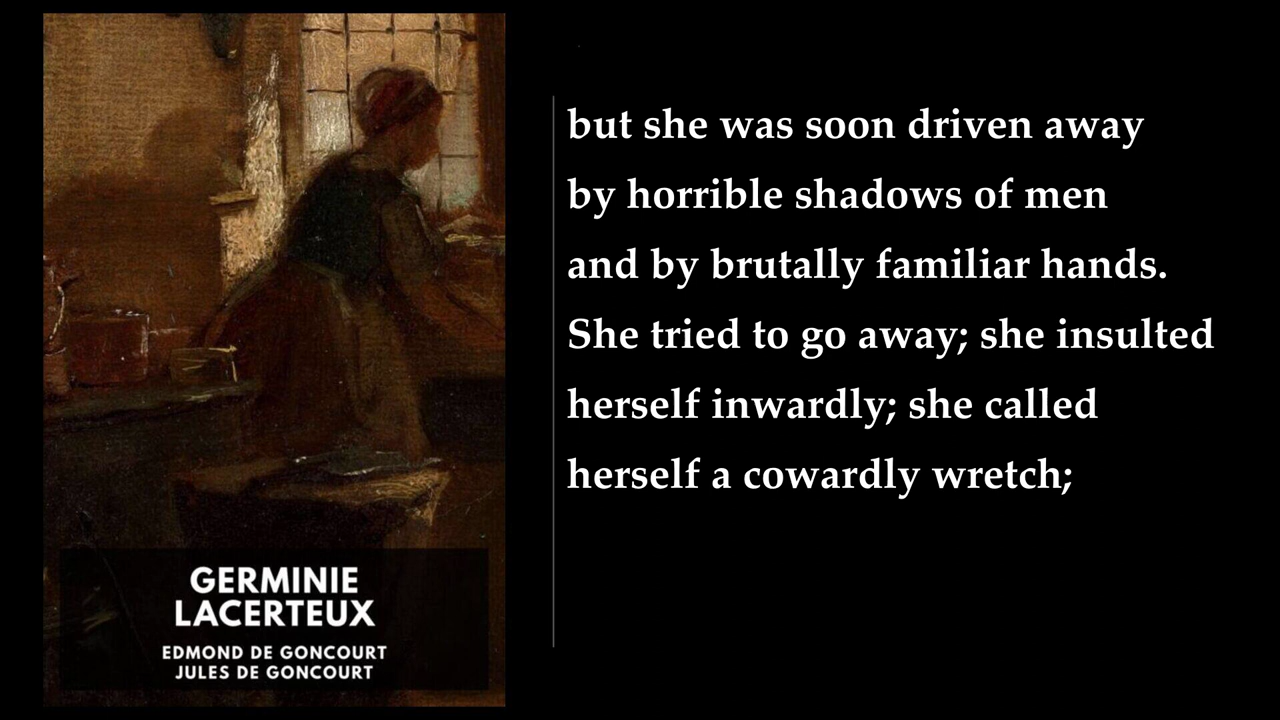 but she was soon driven away
by horrible shadows of men
and by brutally familiar hands.
She tried to go away; she insulted
herself inwardly; she called
herself a cowardly wretch;
GERMINIE
LACERTEUX
EDMOND DE GONCOURT
JULES DE GONCOURT